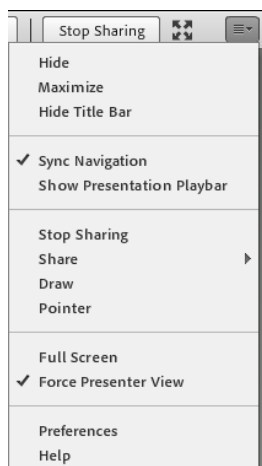 Stop Sharing
Hide
Maximize
Hide Title Bar
Sync Navigation
Show Presentation Playbar
Stop Sharing
Share
Draw
Pointer
Full Screen
Force Presenter View
Preferences
Help